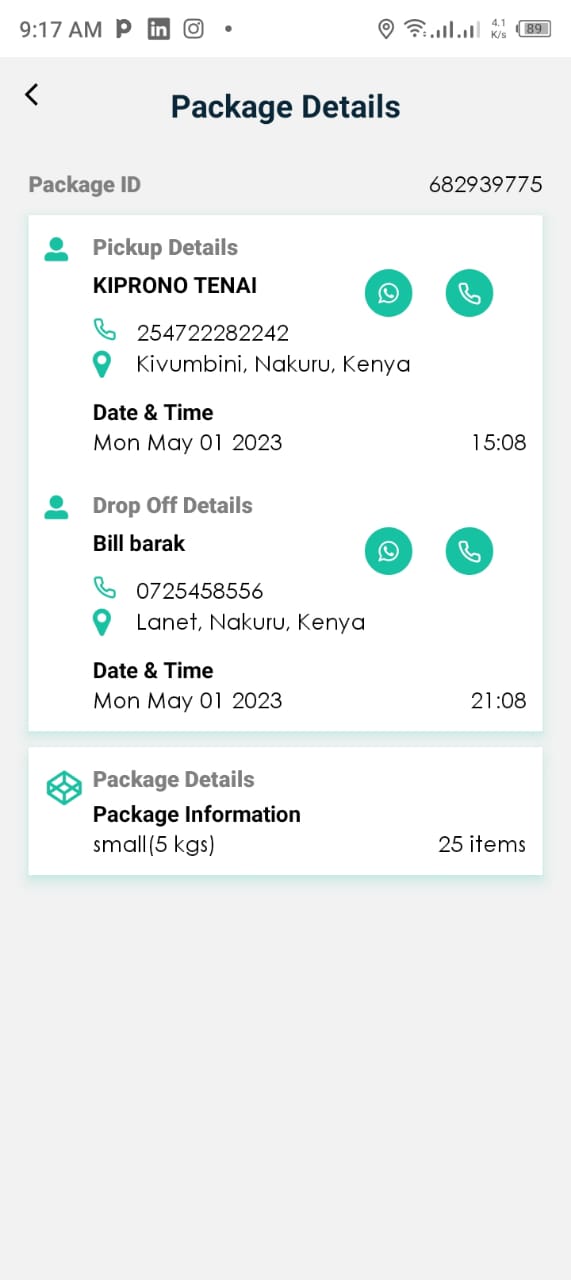 9:17 AM 4.1 K/s 89
Package Details
Package ID 682939775
Pickup Details
KIPRONO TENAI
254722282242
Kivumbini, Nakuru, Kenya
Date & Time
Mon May 01 2023 15:08
Drop Off Details
Bill barak
0725458556
Lanet, Nakuru, Kenya
Date & Time
Mon May 01 2023 21:08
Package Details
Package Information
small(5 kgs) 25 items